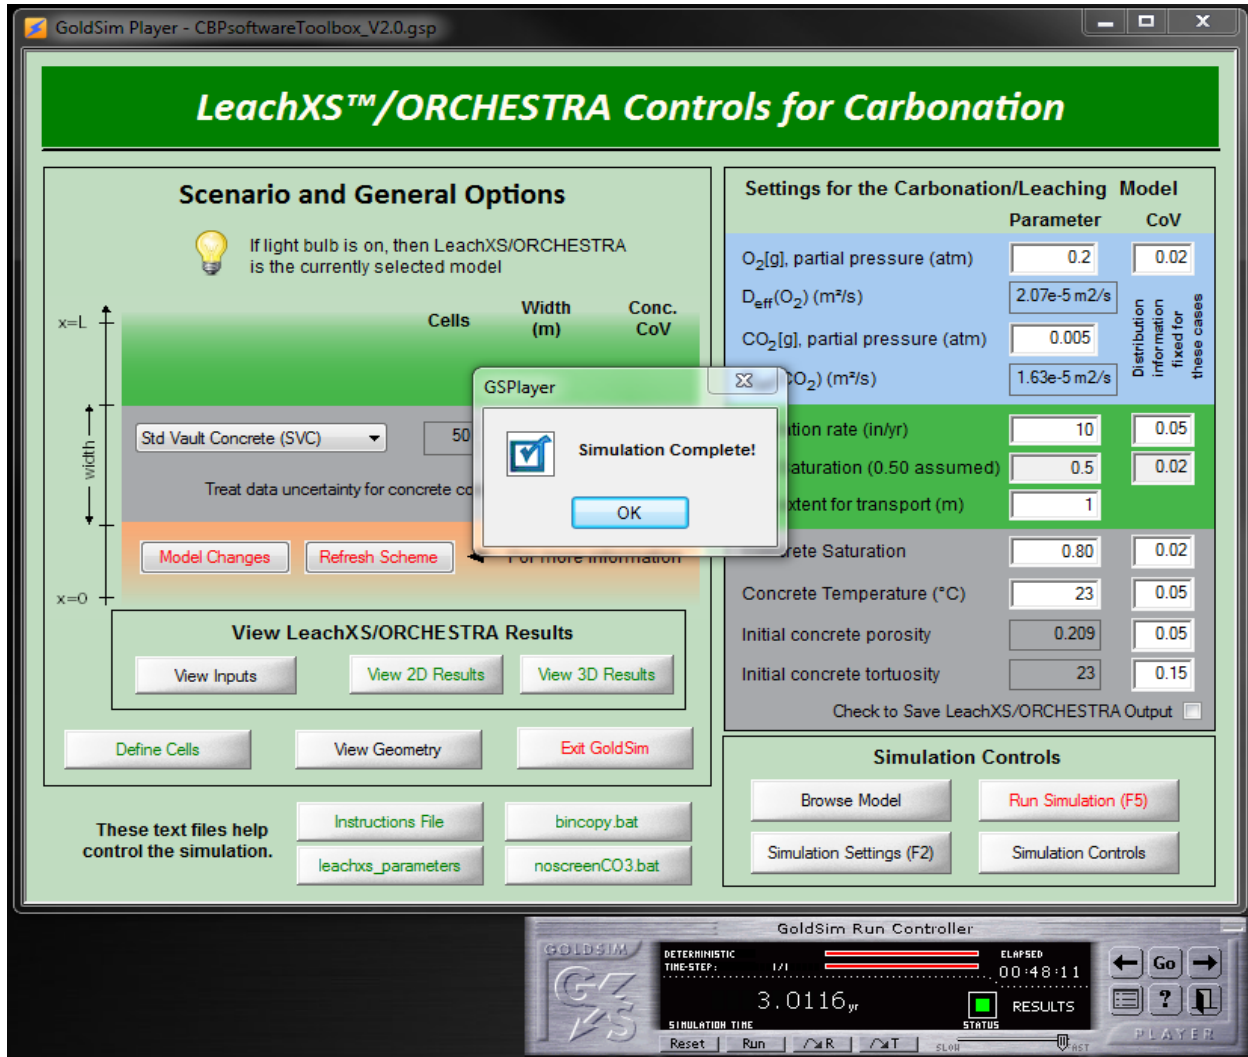 GoldSim Player - CBPsoftwareToolbox_V2.0.gsp
LeachXS™/ORCHESTRA Controls for Carbonation
Scenario and General Options
If light bulb is on, then LeachXS/ORCHESTRA
is the currently selected model
Cells
Width
(m)
Conc.
CoV
x=L
width
x=0
Std Vault Concrete (SVC)
50
Treat data uncertainty for concrete co
Model Changes
Refresh Scheme
For more information
View LeachXS/ORCHESTRA Results
View Inputs
View 2D Results
View 3D Results
Define Cells
View Geometry
Exit GoldSim
These text files help
control the simulation.
Instructions File
bincopy.bat
leachxs_parameters
noscreenCO3.bat
GSPlayer
Simulation Complete!
OK
Settings for the Carbonation/Leaching Model
Parameter CoV
O2[g], partial pressure (atm) 0.2 0.02
Deff(O2) (m²/s) 2.07e-5 m2/s
CO2[g], partial pressure (atm) 0.005
CO2) (m²/s) 1.63e-5 m2/s
Distribution
information
fixed for
these cases
tion rate (in/yr) 10 0.05
aturation (0.50 assumed) 0.5 0.02
xtent for transport (m) 1
rete Saturation 0.80 0.02
Concrete Temperature (°C) 23 0.05
Initial concrete porosity 0.209 0.05
Initial concrete tortuosity 23 0.15
Check to Save LeachXS/ORCHESTRA Output
Simulation Controls
Browse Model
Run Simulation (F5)
Simulation Settings (F2)
Simulation Controls
GoldSim Run Controller
GOLDSIM
GS
DETERMINISTIC
TIME-STEP: 1/1
ELAPSED
00:48:11
3.0116 yr
RESULTS
SIMULATION TIME
STATUS
Reset Run R T SLOW FAST
Go
?
PLAYER